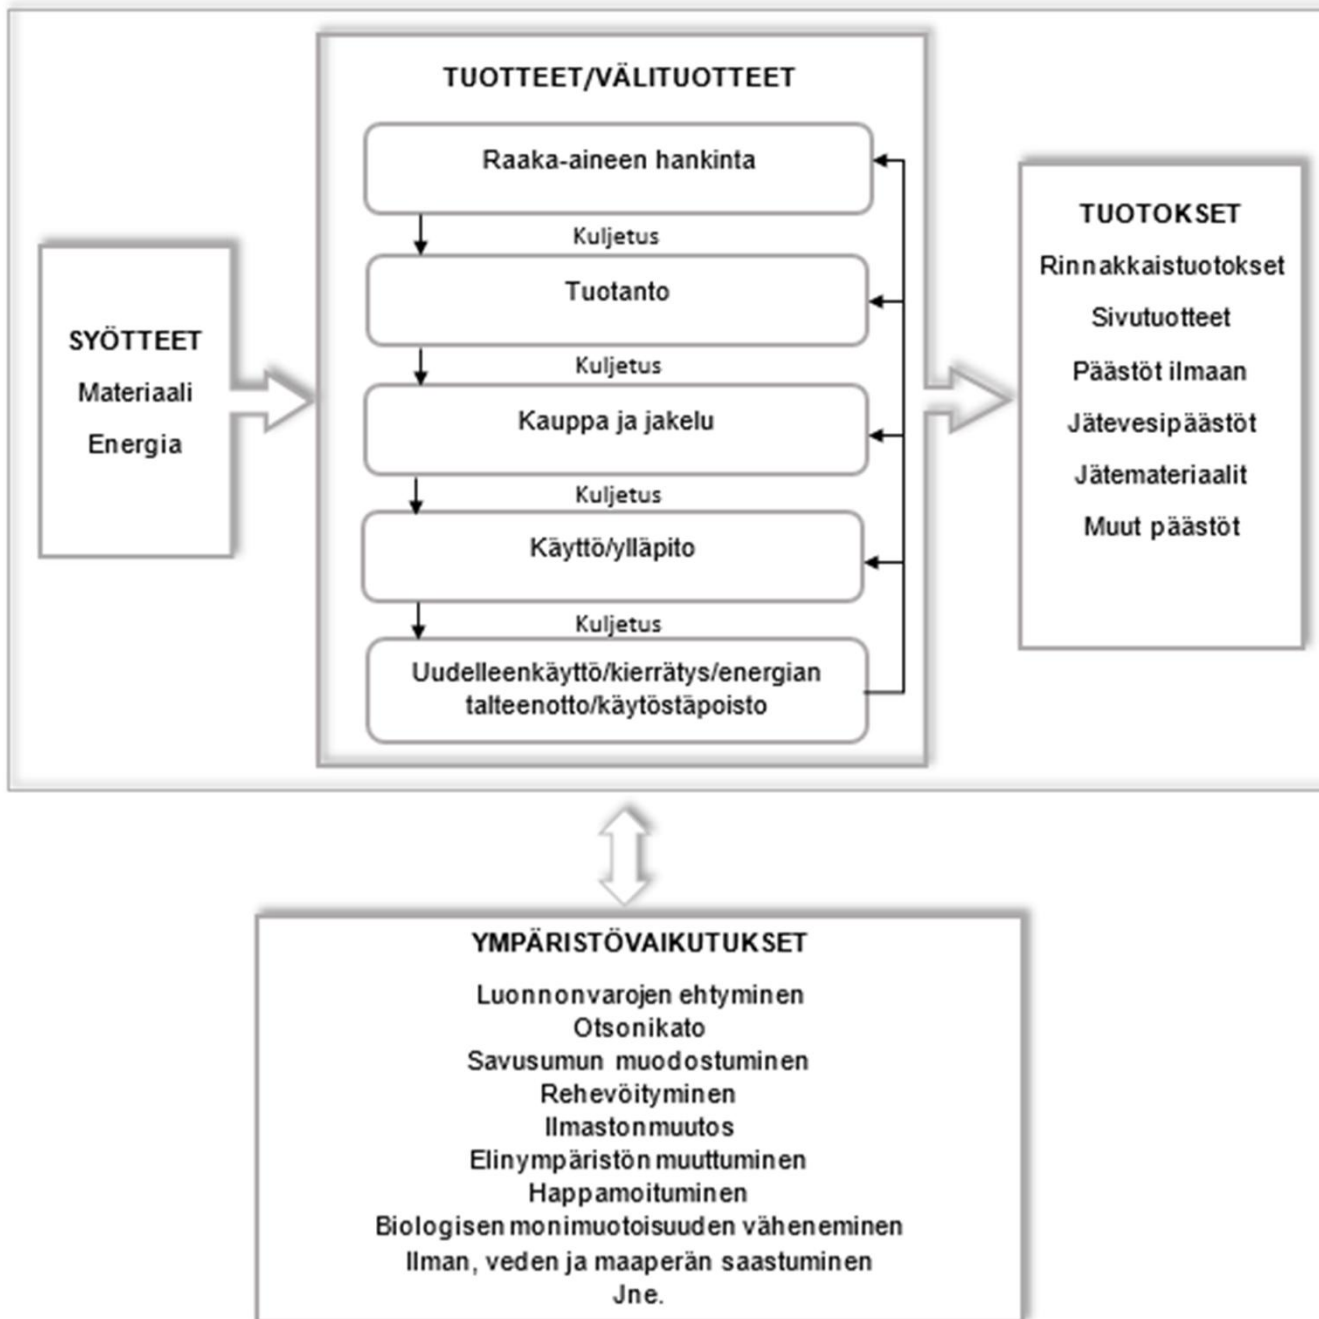 TUOTTEET/VÄLITUOTTEET
Raaka-aineen hankinta
Kuljetus
Tuotanto
Kuljetus
Kauppa ja jakelu
Kuljetus
Käyttö/ylläpito
Kuljetus
Uudelleenkäyttö/kierrätys/energian
talteenotto/käytöstäpoisto
SYÖTTEET
Materiaali
Energia
TUOTOKSET
Rinnakkaistuotokset
Sivutuotteet
Päästöt ilmaan
Jätevesipäästöt
Jätemateriaalit
Muut päästöt
YMPÄRISTÖVAIKUTUKSET
Luonnonvarojen ehtyminen
Otsonikato
Savusumun muodostuminen
Rehevöityminen
Ilmastonmuutos
Elinympäristön muuttuminen
Happamoituminen
Biologisen monimuotoisuuden väheneminen
Ilman, veden ja maaperän saastuminen
Jne.